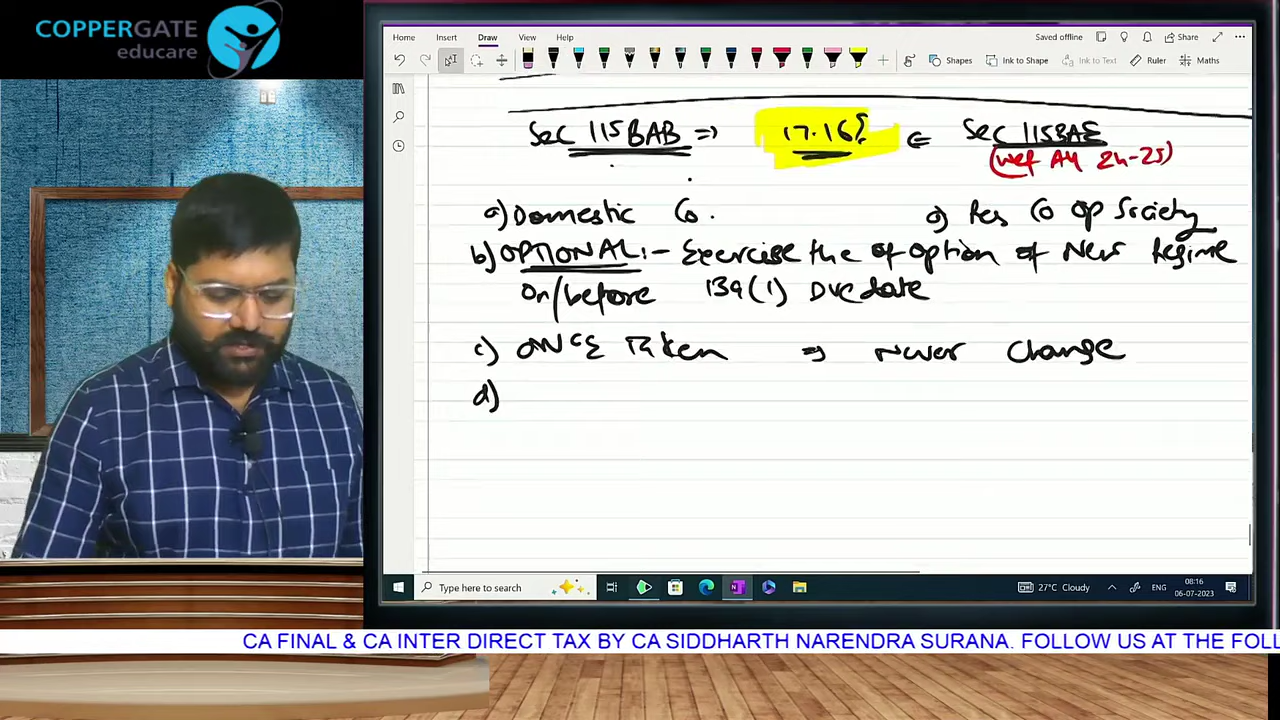 COPPERGATE
educare
Home Insert Draw View Help
Saved offline
Share
Shapes
Ink to Shape
Ink to Text
Ruler
Maths
Sec 115BAB ⇒ 17.16% ⇐ Sec 115BAE
(wef AY 24-25)
a) Domestic Co. a) Res Co Op Society
b) OPTIONAL:- Exercise the of option of New Regime
on/before 139(1) Due date
c) ONCE Taken ⇒ Never change
d)
Type here to search
27°C Cloudy
ENG
08:16
06-07-2023
CA FINAL & CA INTER DIRECT TAX BY CA SIDDHARTH NARENDRA SURANA. FOLLOW US AT THE FOLL